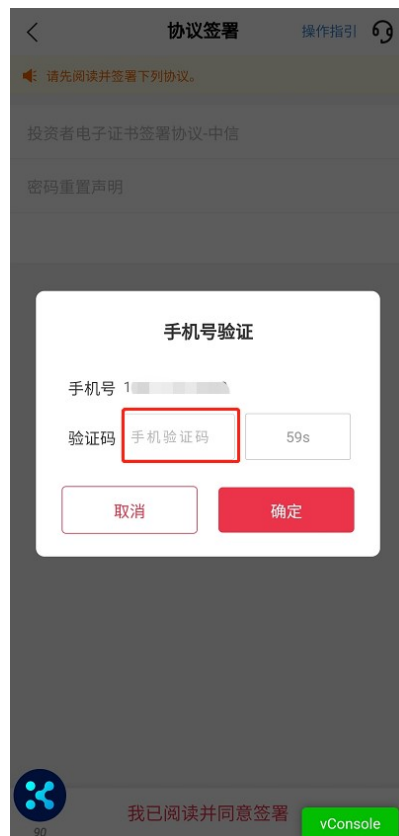 协议签署 操作指引
请先阅读并签署下列协议。
投资者电子证书签署协议-中信
密码重置声明
手机号验证
手机号 1
验证码 手机验证码 59s
取消 确定
我已阅读并同意签署
90 vConsole